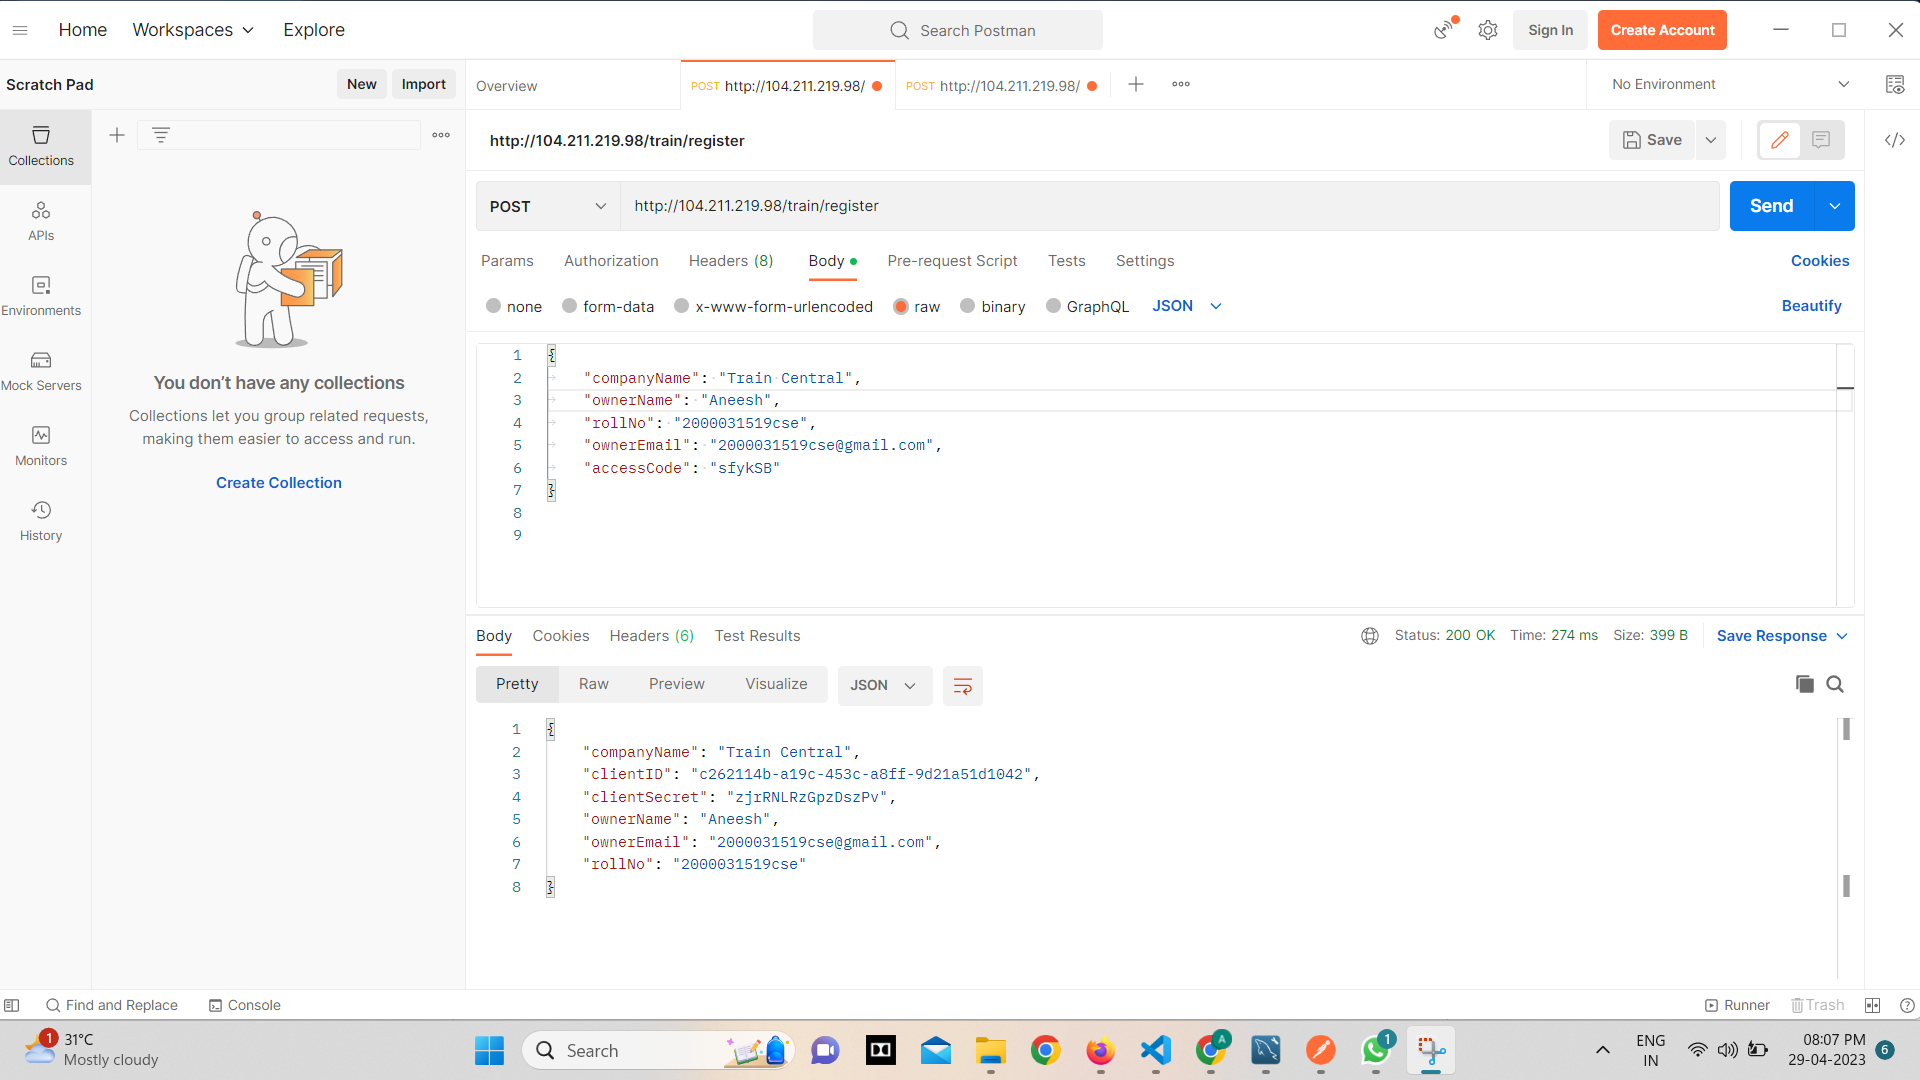 Home Workspaces Explore Search Postman Sign In Create Account
Scratch Pad New Import Overview POST http://104.211.219.98/ POST http://104.211.219.98/ No Environment
Collections
APIs
Environments
Mock Servers
Monitors
History
You don't have any collections
Collections let you group related requests,
making them easier to access and run.
Create Collection
http://104.211.219.98/train/register Save
POST http://104.211.219.98/train/register Send
Params Authorization Headers (8) Body Pre-request Script Tests Settings Cookies
none form-data x-www-form-urlencoded raw binary GraphQL JSON Beautify
1 {
2 "companyName": "Train Central",
3 "ownerName": "Aneesh",
4 "rollNo": "2000031519cse",
5 "ownerEmail": "2000031519cse@gmail.com",
6 "accessCode": "sfykSB"
7 }
8
9
Body Cookies Headers (6) Test Results Status: 200 OK Time: 274 ms Size: 399 B Save Response
Pretty Raw Preview Visualize JSON
1 {
2 "companyName": "Train Central",
3 "clientID": "c262114b-a19c-453c-a8ff-9d21a51d1042",
4 "clientSecret": "zjrRNLRzGpzDszPv",
5 "ownerName": "Aneesh",
6 "ownerEmail": "2000031519cse@gmail.com",
7 "rollNo": "2000031519cse"
8 }
Find and Replace Console Runner Trash
1 31°C
Mostly cloudy
Search
A
1
ENG
IN
08:07 PM
29-04-2023
6